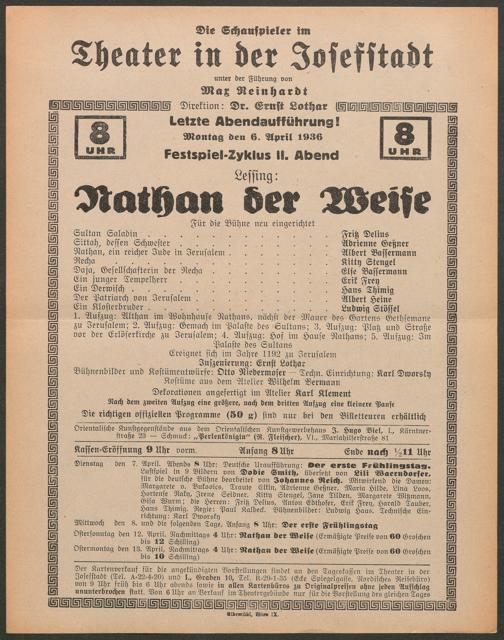 Die Schauspieler im
Theater in der Josefstadt
unter der Führung von
Max Reinhardt
Direktion: Dr. Ernst Lothar
8
UHR
Letzte Abendaufführung!
Montag den 6. April 1936
Festspiel-Zyklus II. Abend
8
UHR
Lessing:
Nathan der Weise
Für die Bühne neu eingerichtet
Sultan Saladin . . . . . . . . Fritz Delius
Sittah, dessen Schwester . . . . . . . . Adrienne Geßner
Nathan, ein reicher Jude in Jerusalem . . . . . . . . Albert Bassermann
Recha . . . . . . . . Kitty Stengel
Daja, Gesellschafterin der Recha . . . . . . . . Else Bassermann
Ein junger Tempelherr . . . . . . . . Erik Frey
Ein Derwisch . . . . . . . . Hans Thimig
Der Patriarch von Jerusalem . . . . . . . . Albert Heine
Ein Klosterbruder . . . . . . . . Ludwig Stössel
1. Aufzug: Althan im Wohnhause Nathans, nächst der Mauer des Gartens Gethsemane
zu Jerusalem; 2. Aufzug: Gemach im Palaste des Sultans; 3. Aufzug: Platz und Straße
vor der Erlöserkirche zu Jerusalem; 4. Aufzug: Hof im Hause Nathans; 5. Aufzug: Im
Palaste des Sultans
Ereignet sich im Jahre 1192 zu Jerusalem
Inszenierung: Ernst Lothar
Bühnenbilder und Kostümentwürfe: Otto Niedermoser — Techn. Einrichtung: Karl Dworsky
Kostüme aus dem Atelier Wilhelm Bermann
Dekorationen angefertigt im Atelier Karl Klement
Nach dem zweiten Aufzug eine größere, nach dem dritten Aufzug eine kleinere Pause
Die richtigen offiziellen Programme (50 g) sind nur bei den Billetteuren erhältlich
Orientalische Kunstgegenstände aus dem Orientalischen Kunstgewerbehaus J. Hugo Biel, I., Kärntner-
straße 23 — Schmuck: „Perlenkönigin" (R. Fleischer), VI., Mariahilferstraße 81
Kassen-Eröffnung 9 Uhr vorm. Anfang 8 Uhr Ende nach ½11 Uhr
Dienstag den 7. April. Abends 8 Uhr: Deutsche Uraufführung: Der erste Frühlingstag.
Lustspiel in 9 Bildern von Dodie Smith, übersetzt von Lili Waerndorfer,
für die deutsche Bühne bearbeitet von Johannes Reich. Mitwirkend die Damen:
Margarete v. Bukovics, Traute Elkin, Adrienne Geßner, Maria Hilde, Lina Loos,
Hortense Raky, Irene Seidner, Kitty Stengel, Jane Tilden, Margarete Witzmann,
Gisa Wurm; die Herren: Fritz Delius, Anton Edthofer, Erik Frey, Harald Tauber,
Hans Thimig. Regie: Paul Kalbeck. Bühnenbilder: Ludwig Haas. Technische Ein-
richtung: Karl Dworsky
Mittwoch den 8. und die folgenden Tage. Anfang 8 Uhr: Der erste Frühlingstag
Ostersonntag den 12. April, Nachmittags 4 Uhr: Nathan der Weise (Ermäßigte Preise von 60 Groschen
bis 12 Schilling)
Ostermontag den 13. April, Nachmittags 4 Uhr: Nathan der Weise (Ermäßigte Preise von 60 Groschen
bis 10 Schilling)
Der Kartenverkauf für die angekündigten Vorstellungen findet an den Tageskassen im Theater in der
Josefstadt (Tel. A-22-4-20) und I., Graben 10, Tel. R-29-1-30, (Ecke Spiegelgasse, Nordisches Reisebüro)
von 9 Uhr früh bis 6 Uhr abends sowie in allen Kartenbüros zu Originalpreisen ohne jeden Aufschlag
ununterbrochen statt. Von 6 Uhr an Verkauf im Theatergebäude nur für die Vorstellung des gleichen Tages
Elbemühl, Wien IX.